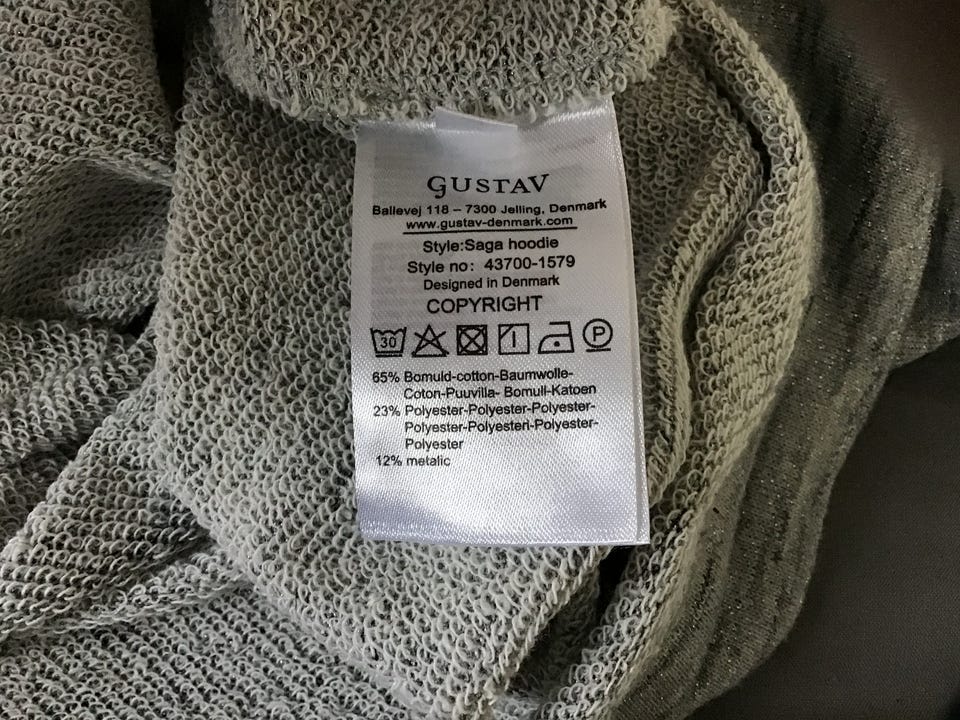 GUSTAV
Ballevej 118 – 7300 Jelling, Denmark
www.gustav-denmark.com
Style:Saga hoodie
Style no: 43700-1579
Designed in Denmark
COPYRIGHT
30 P
65% Bomuld-cotton-Baumwolle-
Coton-Puuvilla- Bomull-Katoen
23% Polyester-Polyester-Polyester-
Polyester-Polyesteri-Polyester-
Polyester
12% metalic